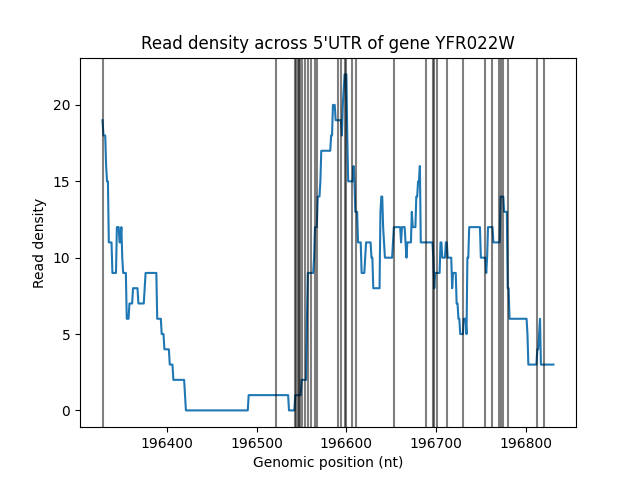 Read density across 5'UTR of gene YFR022W
20
15
10
5
0
Read density
196400 196500 196600 196700 196800
Genomic position (nt)